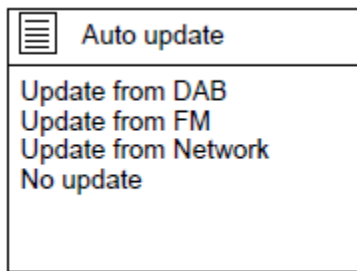 Auto update
Update from DAB
Update from FM
Update from Network
No update